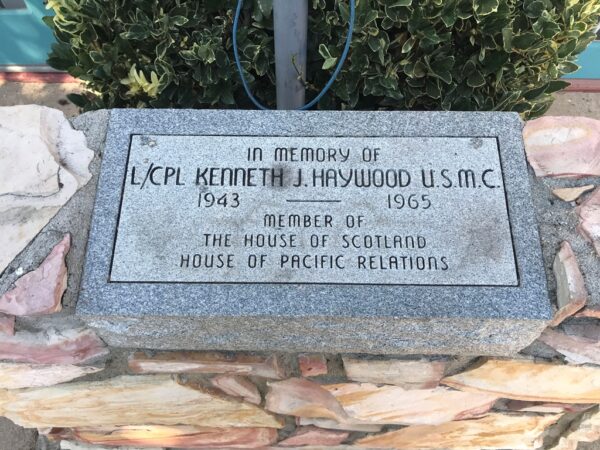 IN MEMORY OF
L/CPL KENNETH J. HAYWOOD U.S.M.C.
1943 —— 1965
MEMBER OF
THE HOUSE OF SCOTLAND
HOUSE OF PACIFIC RELATIONS